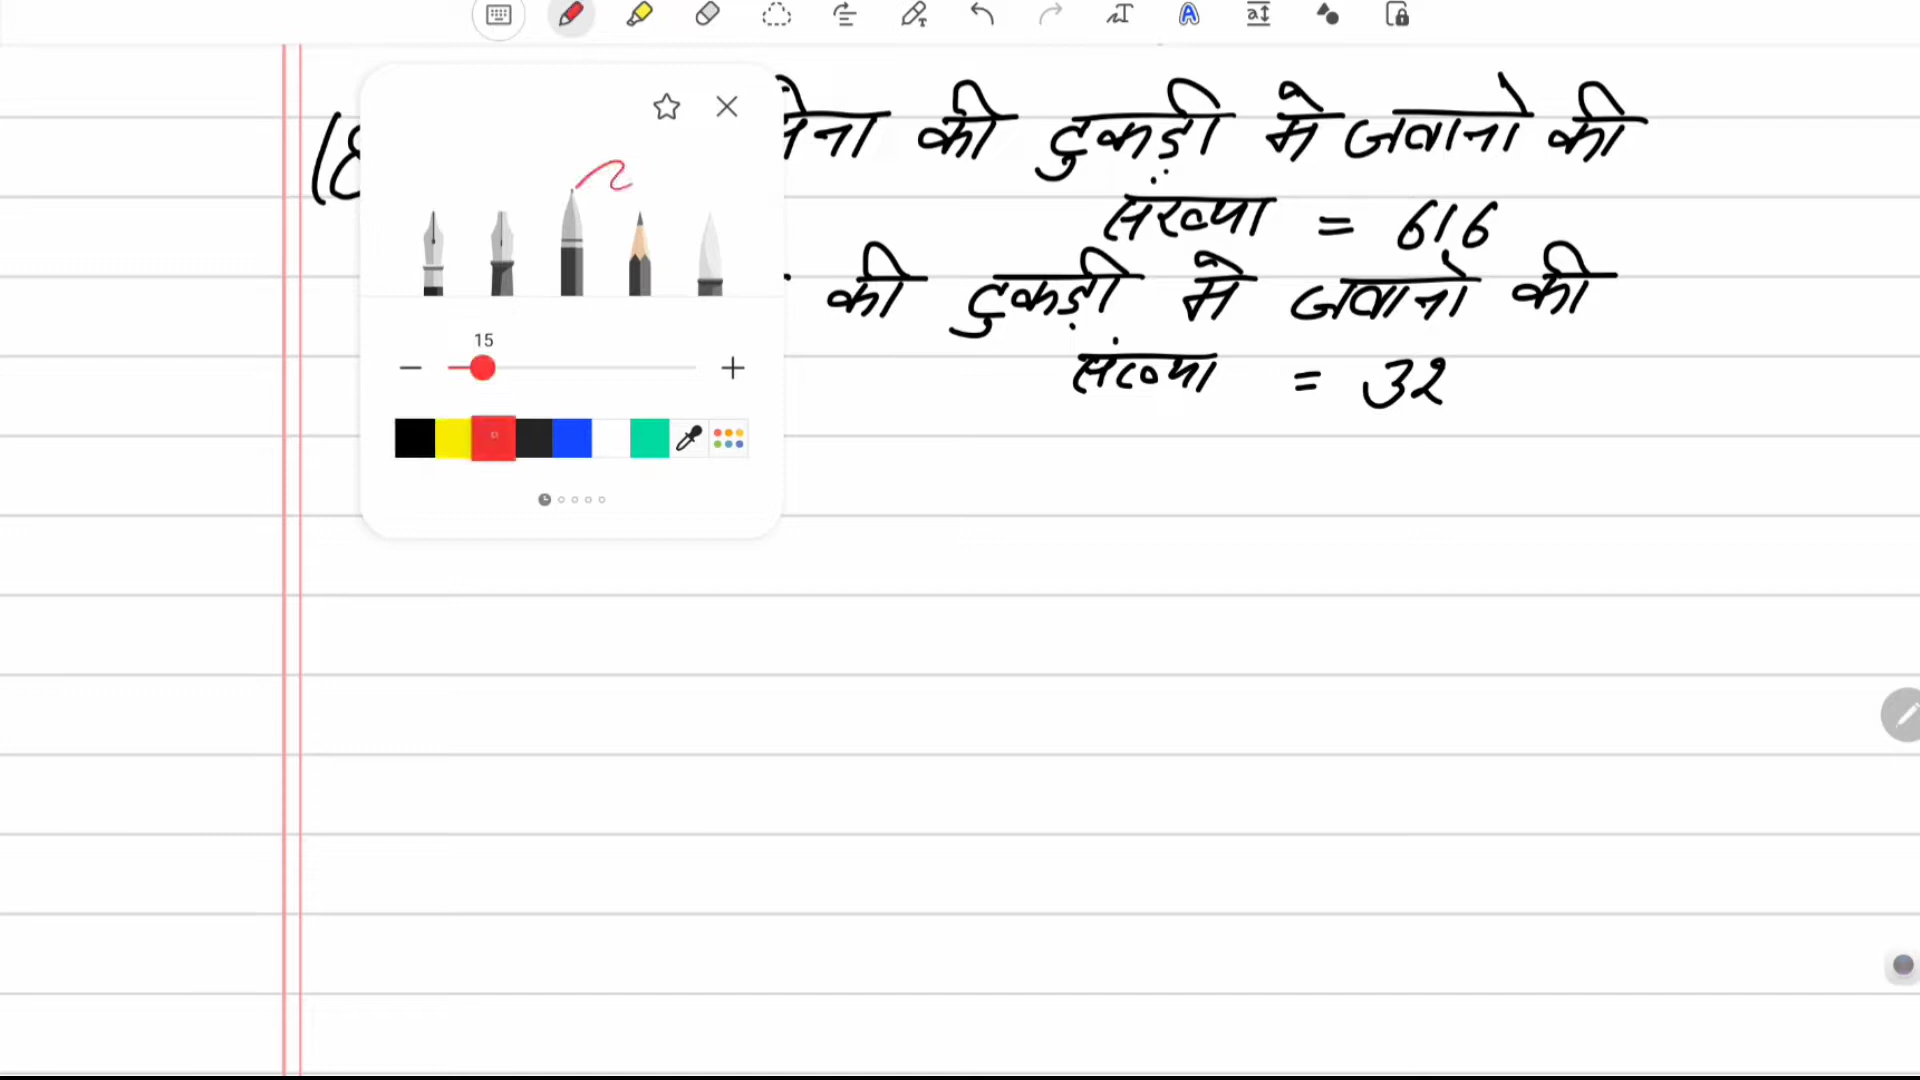 की टुकड़ी मे जवानो की
संख्या = 616
की टुकड़ी मे जवानो की
संख्या = 32
15